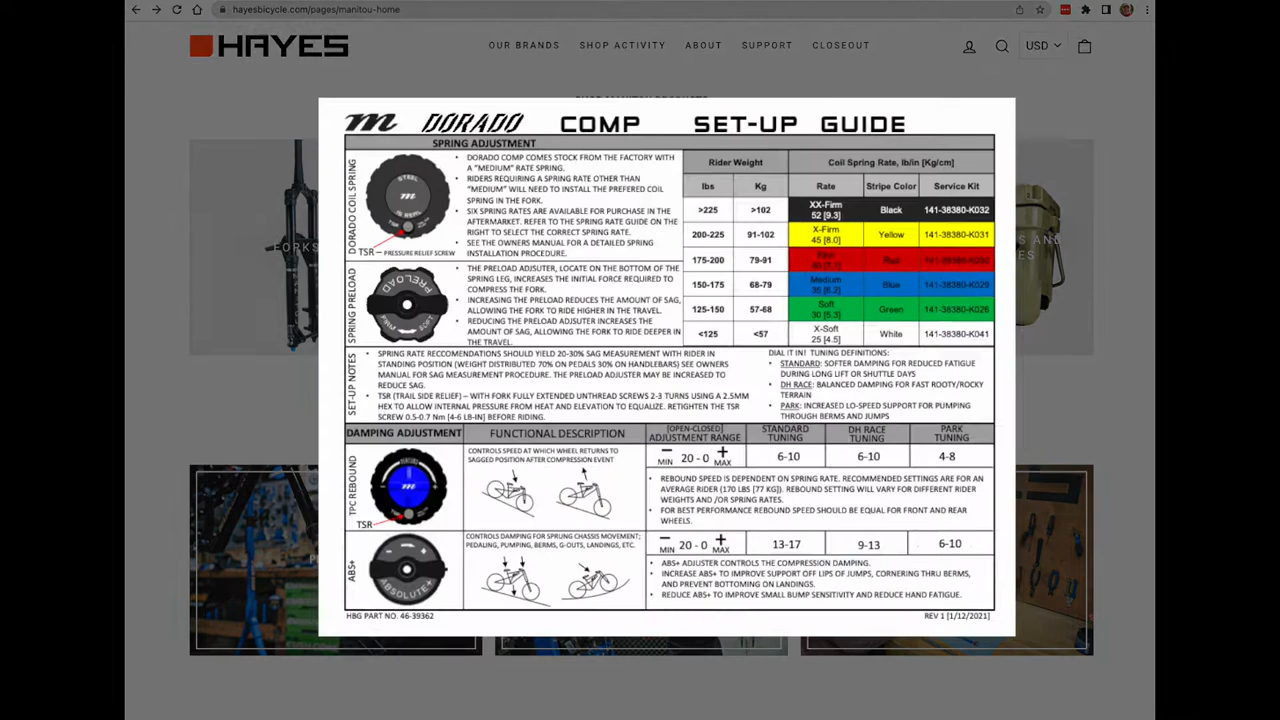 hayesbicycle.com/pages/manitou-home
HAYES
OUR BRANDS SHOP ACTIVITY ABOUT SUPPORT CLOSEOUT
USD
m DORADO COMP SET-UP GUIDE
SPRING ADJUSTMENT
DORADO COIL SPRING
STEEL
m
IS REAL
TSR – PRESSURE RELIEF SCREW
• DORADO COMP COMES STOCK FROM THE FACTORY WITH
A "MEDIUM" RATE SPRING.
• RIDERS REQUIRING A SPRING RATE OTHER THAN
"MEDIUM" WILL NEED TO INSTALL THE PREFERED COIL
SPRING IN THE FORK.
• SIX SPRING RATES ARE AVAILABLE FOR PURCHASE IN THE
AFTERMARKET. REFER TO THE SPRING RATE GUIDE ON THE
RIGHT TO SELECT THE CORRECT SPRING RATE.
• SEE THE OWNERS MANUAL FOR A DETAILED SPRING
INSTALLATION PROCEDURE.
Rider Weight Coil Spring Rate, lb/in [Kg/cm]
lbs Kg Rate Stripe Color Service Kit
>225 >102 XX-Firm 52 [9.3] Black 141-38380-K032
200-225 91-102 X-Firm 45 [8.0] Yellow 141-38380-K031
175-200 79-91 Red
150-175 68-79 Medium 35 [6.2] Blue 141-38380-K029
125-150 57-68 Soft 30 [5.3] Green 141-38380-K026
<125 <57 X-Soft 25 [4.5] White 141-38380-K041
SPRING PRELOAD
PRELOAD
FIRM SOFT
• THE PRELOAD ADJSUTER, LOCATE ON THE BOTTOM OF THE
SPRING LEG, INCREASES THE INITIAL FORCE REQUIRED TO
COMPRESS THE FORK.
• INCREASING THE PRELOAD REDUCES THE AMOUNT OF SAG,
ALLOWING THE FORK TO RIDE HIGHER IN THE TRAVEL.
• REDUCING THE PRELOAD ADJUSTER INCREASES THE
AMOUNT OF SAG, ALLOWING THE FORK TO RIDE DEEPER IN
THE TRAVEL.
SET-UP NOTES
• SPRING RATE RECCOMENDATIONS SHOULD YIELD 20-30% SAG MEASUREMENT WITH RIDER IN
STANDING POSITION (WEIGHT DISTRIBUTED 70% ON PEDALS 30% ON HANDLEBARS) SEE OWNERS
MANUAL FOR SAG MEASUREMENT PROCEDURE. THE PRELOAD ADJUSTER MAY BE INCREASED TO
REDUCE SAG.
• TSR (TRAIL SIDE RELIEF) – WITH FORK FULLY EXTENDED UNTHREAD SCREWS 2-3 TURNS USING A 2.5MM
HEX TO ALLOW INTERNAL PRESSURE FROM HEAT AND ELEVATION TO EQUALIZE. RETIGHTEN THE TSR
SCREW 0.5-0.7 Nm [4-6 LB-IN] BEFORE RIDING.
DIAL IT IN! TUNING DEFINITIONS:
• STANDARD: SOFTER DAMPING FOR REDUCED FATIGUE
DURING LONG LIFT OR SHUTTLE DAYS
• DH RACE: BALANCED DAMPING FOR FAST ROOTY/ROCKY
TERRAIN
• PARK: INCREASED LO-SPEED SUPPORT FOR PUMPING
THROUGH BERMS AND JUMPS
DAMPING ADJUSTMENT FUNCTIONAL DESCRIPTION [OPEN-CLOSED] ADJUSTMENT RANGE STANDARD TUNING DH RACE TUNING PARK TUNING
TPC REBOUND
m
TSR
CONTROLS SPEED AT WHICH WHEEL RETURNS TO
SAGGED POSITION AFTER COMPRESSION EVENT
− MIN 20 - 0 + MAX 6-10 6-10 4-8
• REBOUND SPEED IS DEPENDENT ON SPRING RATE. RECOMMENDED SETTINGS ARE FOR AN
AVERAGE RIDER (170 LBS [77 KG]). REBOUND SETTING WILL VARY FOR DIFFERENT RIDER
WEIGHTS AND /OR SPRING RATES.
• FOR BEST PERFORMANCE REBOUND SPEED SHOULD BE EQUAL FOR FRONT AND REAR
WHEELS.
ABS+
− +
ABSOLUTE+
CONTROLS DAMPING FOR SPRUNG CHASSIS MOVEMENT;
PEDALING, PUMPING, BERMS, G-OUTS, LANDINGS, ETC.
− MIN 20 - 0 + MAX 13-17 9-13 6-10
• ABS+ ADJUSTER CONTROLS THE COMPRESSION DAMPING.
• INCREASE ABS+ TO IMPROVE SUPPORT OFF LIPS OF JUMPS, CORNERING THRU BERMS,
AND PREVENT BOTTOMING ON LANDINGS.
• REDUCE ABS+ TO IMPROVE SMALL BUMP SENSITIVITY AND REDUCE HAND FATIGUE.
HBG PART NO. 46-39362 REV 1 [1/12/2021]